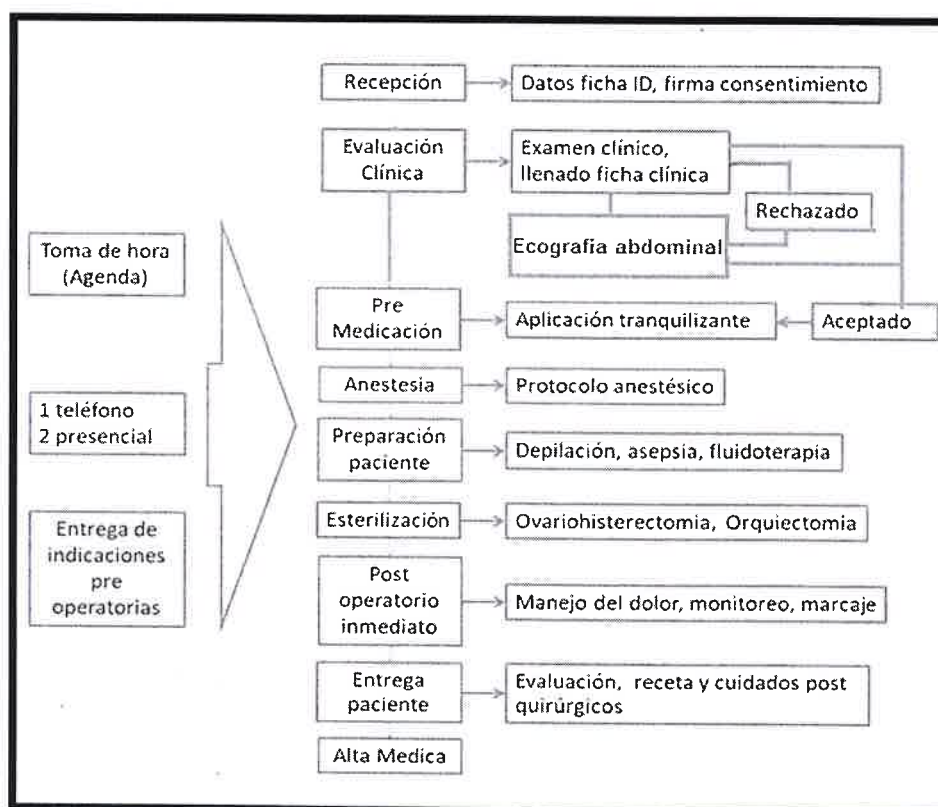 Recepción
Datos ficha ID, firma consentimiento
Evaluación
Clínica
Examen clínico,
llenado ficha clínica
Rechazado
Ecografia abdominal
Toma de hora
(Agenda)
Pre
Medicación
Aplicación tranquilizante
Aceptado
Anestesia
Protocolo anestésico
1 teléfono
2 presencial
Preparación
paciente
Depilación, asepsia, fluidoterapia
Esterilización
Ovariohisterectomia, Orquiectomía
Entrega de
indicaciones
pre
operatorias
Post
operatorio
inmediato
Manejo del dolor, monitoreo, marcaje
Entrega
paciente
Evaluación, receta y cuidados post
quirúrgicos
Alta Medica